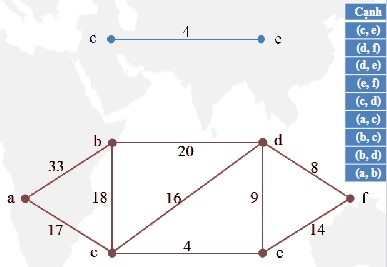 c 4 e
Cạnh
(c, e)
(d, f)
(d, e)
(e, f)
(c, d)
(a, c)
(b, c)
(b, d)
(a, b)
b 20 d
33 8
18 16 9
a f
17 14
c 4 e